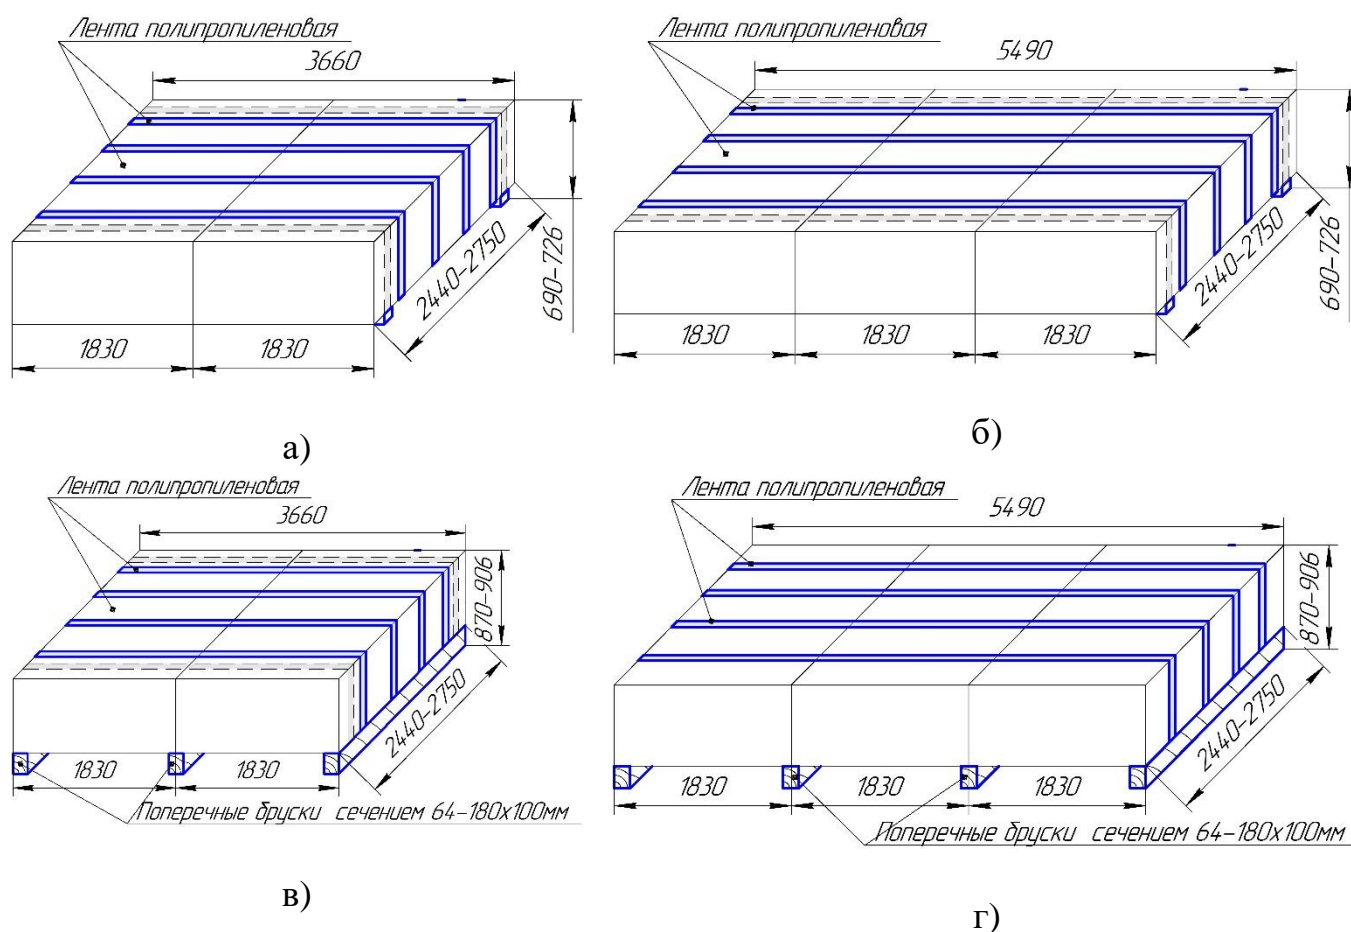 Лента полипропиленовая
3660
690-726
2440-2750
1830
1830
а)
Лента полипропиленовая
5490
690-726
2440-2750
1830
1830
1830
б)
Лента полипропиленовая
3660
870-906
2440-2750
1830
1830
Поперечные бруски сечением 64-180х100мм
в)
Лента полипропиленовая
5490
870-906
2440-2750
1830
1830
1830
Поперечные бруски сечением 64-180х100мм
г)